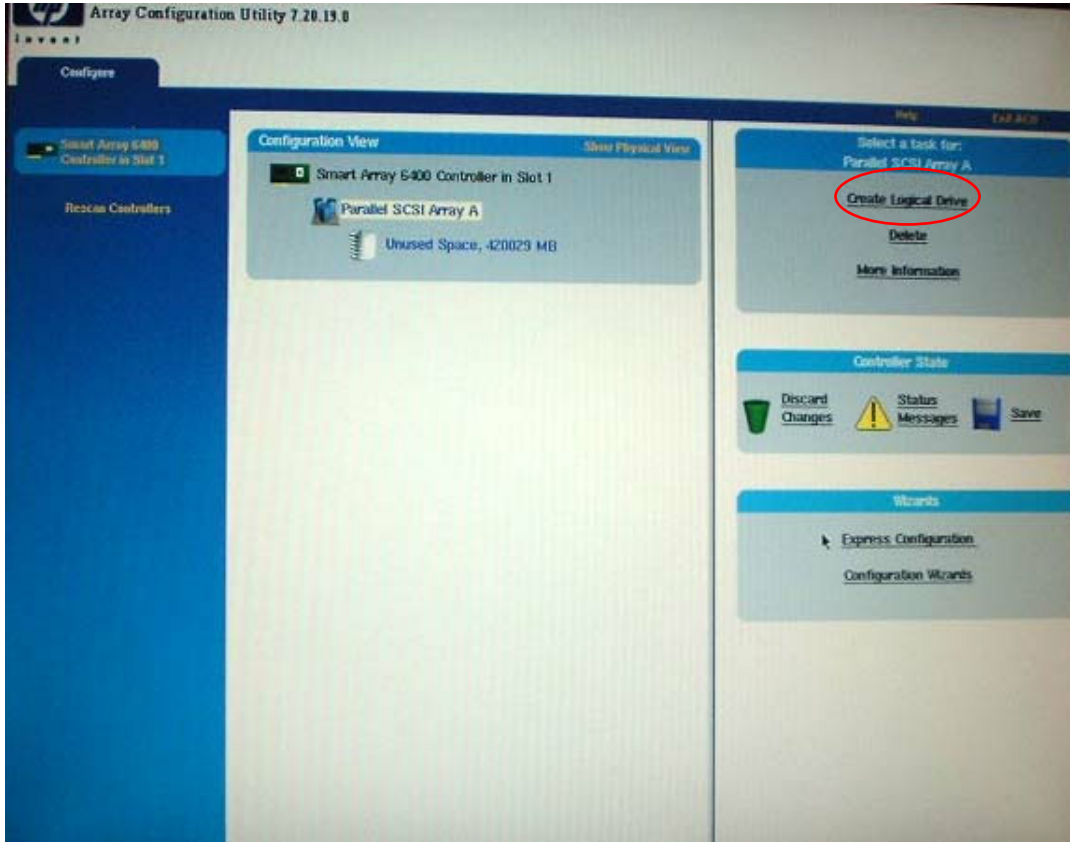 hp
Array Configuration Utility 7.20.19.0
invent
Configure
Help Exit ACU
Smart Array 6400
Controller in Slot 1
Rescan Controllers
Configuration View Show Physical View
Smart Array 6400 Controller in Slot 1
Parallel SCSI Array A
Unused Space, 420029 MB
Select a task for:
Parallel SCSI Array A
Create Logical Drive
Delete
More Information
Controller State
Discard
Changes
Status
Messages
Save
Wizards
Express Configuration
Configuration Wizards